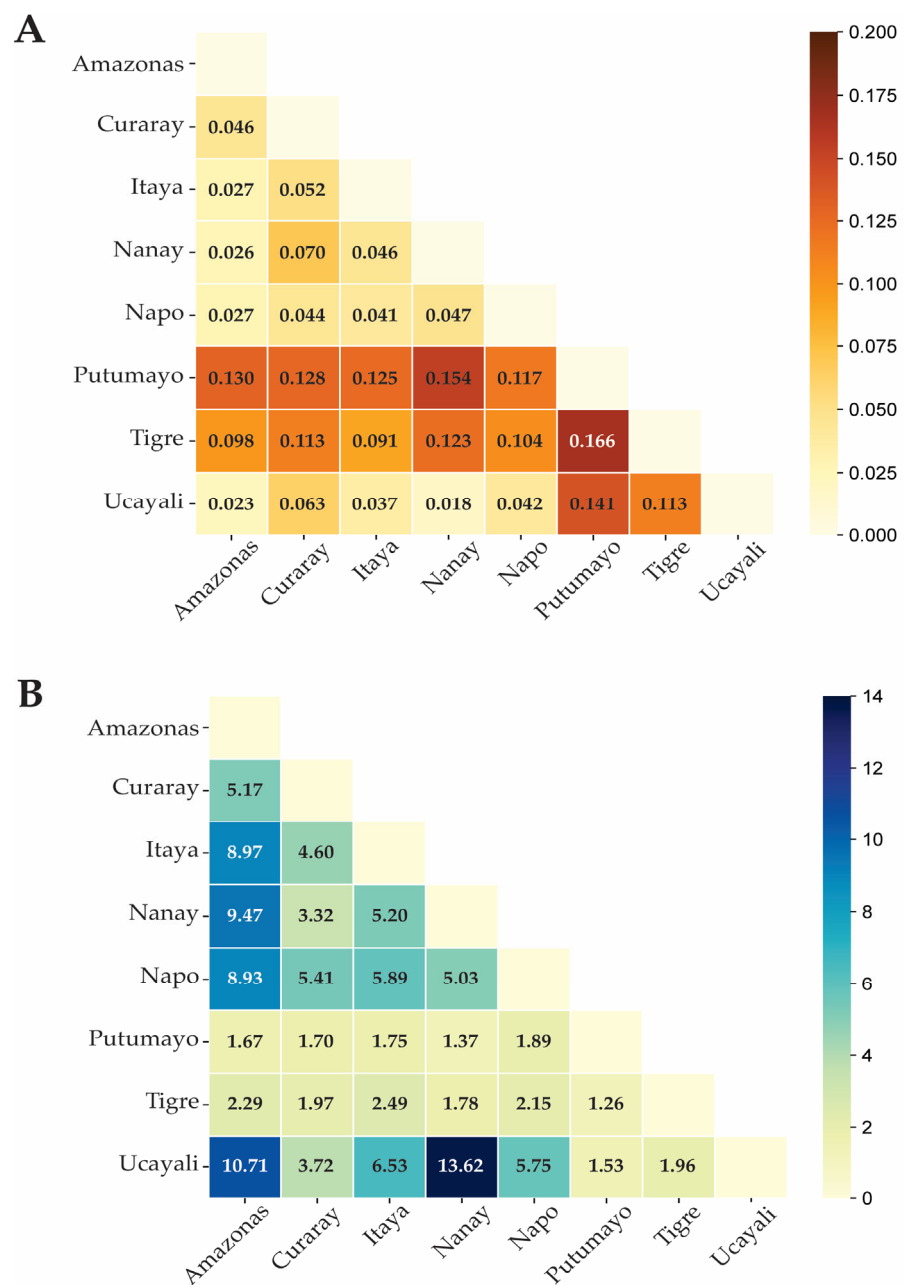 A
Amazonas
Curaray 0.046
Itaya 0.027 0.052
Nanay 0.026 0.070 0.046
Napo 0.027 0.044 0.041 0.047
Putumayo 0.130 0.128 0.125 0.154 0.117
Tigre 0.098 0.113 0.091 0.123 0.104 0.166
Ucayali 0.023 0.063 0.037 0.018 0.042 0.141 0.113
Amazonas Curaray Itaya Nanay Napo Putumayo Tigre Ucayali
0.200
0.175
0.150
0.125
0.100
0.075
0.050
0.025
0.000
B
Amazonas
Curaray 5.17
Itaya 8.97 4.60
Nanay 9.47 3.32 5.20
Napo 8.93 5.41 5.89 5.03
Putumayo 1.67 1.70 1.75 1.37 1.89
Tigre 2.29 1.97 2.49 1.78 2.15 1.26
Ucayali 10.71 3.72 6.53 13.62 5.75 1.53 1.96
Amazonas Curaray Itaya Nanay Napo Putumayo Tigre Ucayali
14
12
10
8
6
4
2
0